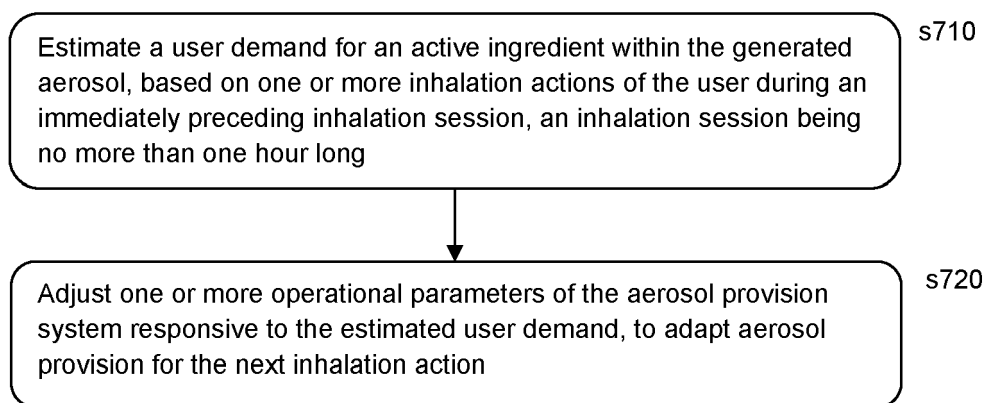 s710
Estimate a user demand for an active ingredient within the generated
aerosol, based on one or more inhalation actions of the user during an
immediately preceding inhalation session, an inhalation session being
no more than one hour long
s720
Adjust one or more operational parameters of the aerosol provision
system responsive to the estimated user demand, to adapt aerosol
provision for the next inhalation action